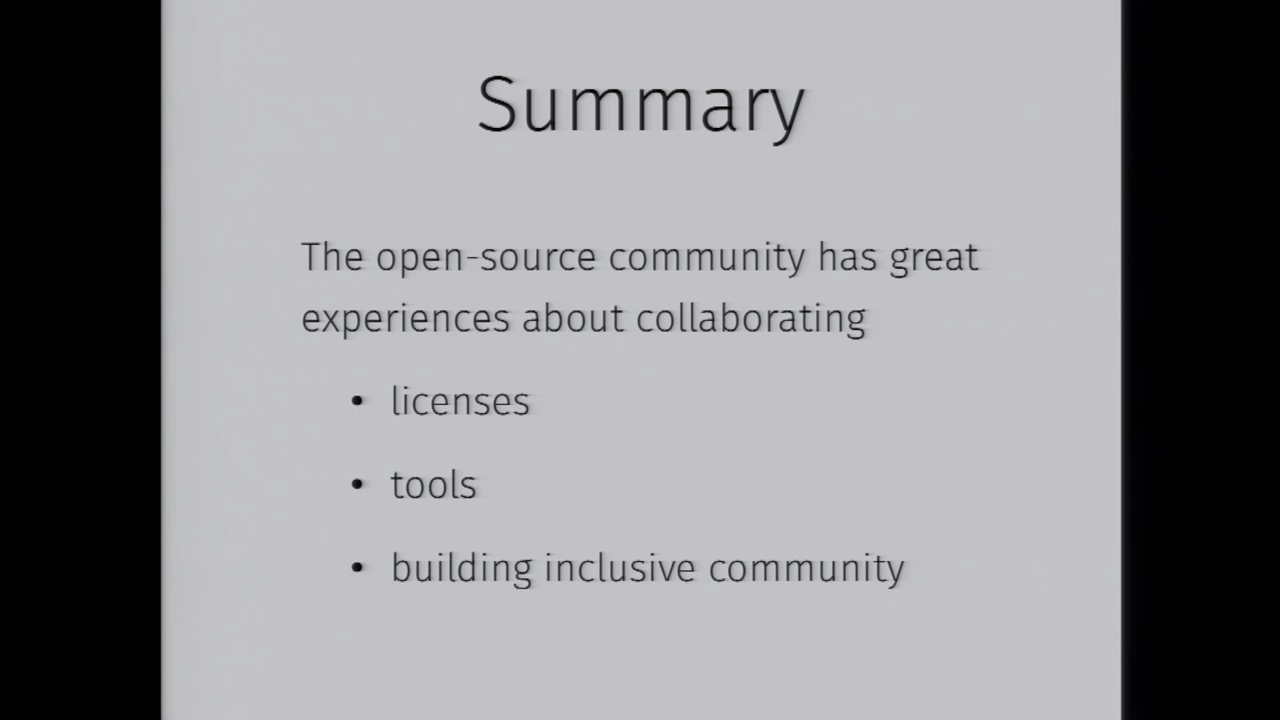 Summary
The open-source community has great
experiences about collaborating
• licenses
• tools
• building inclusive community